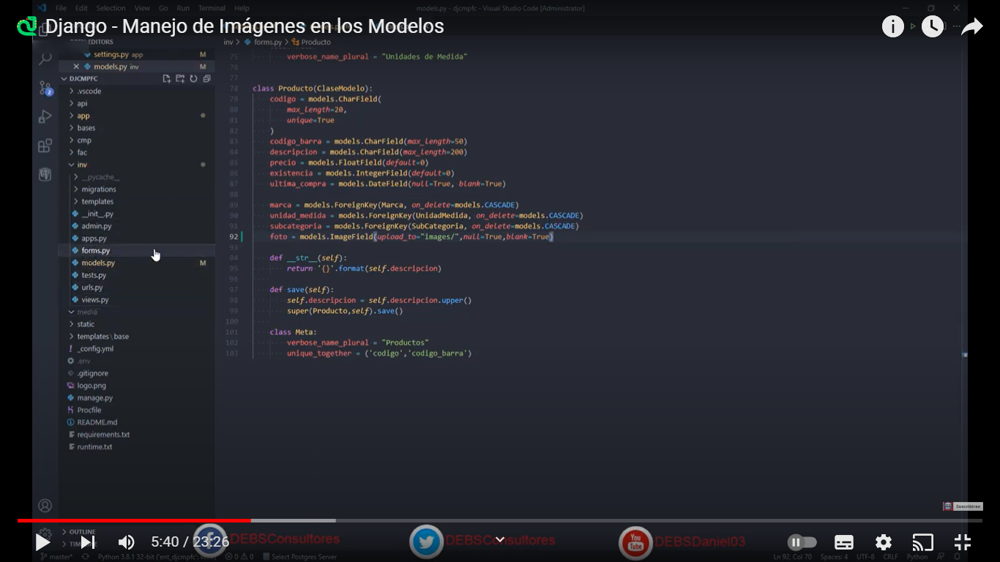 File Edit Selection View Go Run Terminal Help
models.py - djcmpfc - Visual Studio Code [Administrator]
Django - Manejo de Imágenes en los Modelos
EDITORS
settings.py app M
models.py inv M
DJCMPFC
.vscode
api
app
bases
cmp
fac
inv
__pycache__
migrations
templates
__init__.py
admin.py
apps.py
forms.py
models.py M
tests.py
urls.py
views.py
media
static
templates \ base
_config.yml
.env
.gitignore
logo.png
manage.py
Procfile
README.md
requirements.txt
runtime.txt
OUTLINE
inv > forms.py > Producto
75 verbose_name_plural = "Unidades de Medida"
76
77
78 class Producto(ClaseModelo):
79 codigo = models.CharField(
80 max_length=20,
81 unique=True
82 )
83 codigo_barra = models.CharField(max_length=50)
84 descripcion = models.CharField(max_length=200)
85 precio = models.FloatField(default=0)
86 existencia = models.IntegerField(default=0)
87 ultima_compra = models.DateField(null=True, blank=True)
88
89 marca = models.ForeignKey(Marca, on_delete=models.CASCADE)
90 unidad_medida = models.ForeignKey(UnidadMedida, on_delete=models.CASCADE)
91 subcategoria = models.ForeignKey(SubCategoria, on_delete=models.CASCADE)
92 foto = models.ImageField(upload_to="images/",null=True,blank=True)
93
94 def __str__(self):
95 return '{}'.format(self.descripcion)
96
97 def save(self):
98 self.descripcion = self.descripcion.upper()
99 super(Producto,self).save()
100
101 class Meta:
102 verbose_name_plural = "Productos"
103 unique_together = ('codigo','codigo_barra')
Suscribirse
5:40 / 23:26
DEBSConsultores
DEBSConsultores
You Tube
DEBSDaniel03
master* Python 3.8.1 32-bit ('ent_djcmpfc': 0 0 Select Postgres Server
Ln 92, Col 70 Spaces: 4 UTF-8 CRLF Python